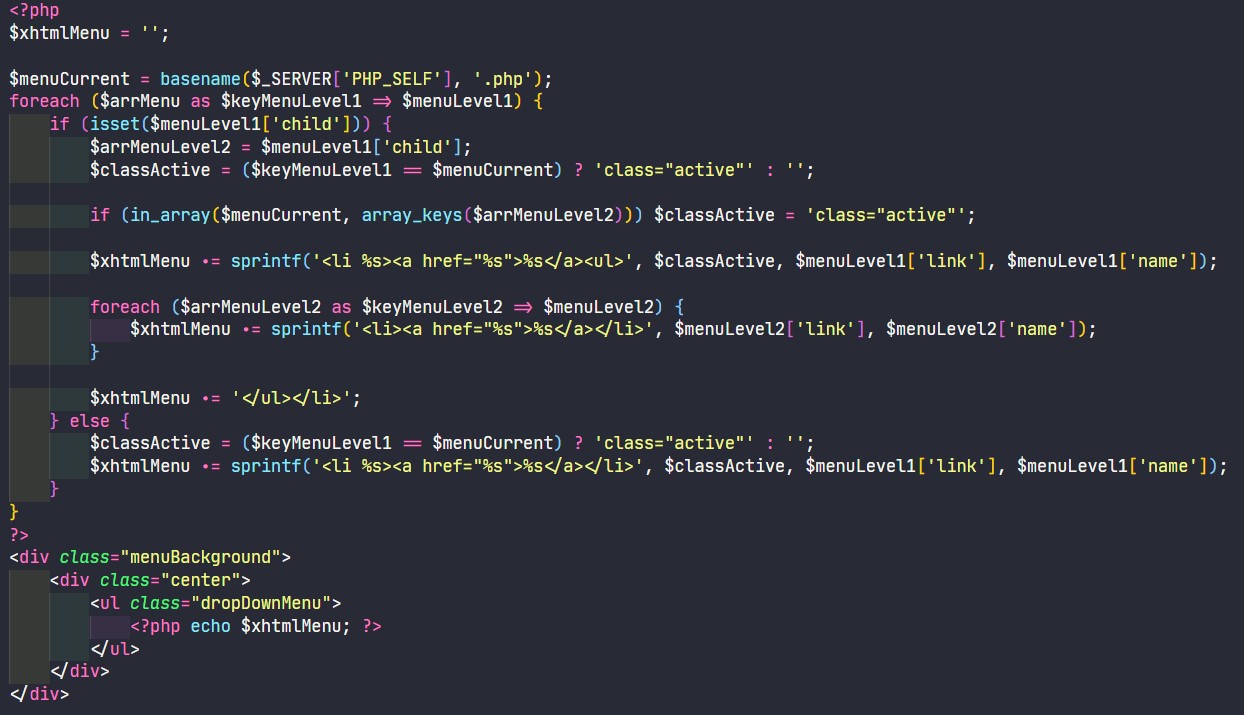 <?php
$xhtmlMenu = '';
$menuCurrent = basename($_SERVER['PHP_SELF'], '.php');
foreach ($arrMenu as $keyMenuLevel1 => $menuLevel1) {
if (isset($menuLevel1['child'])) {
$arrMenuLevel2 = $menuLevel1['child'];
$classActive = ($keyMenuLevel1 == $menuCurrent) ? 'class="active"' : '';
if (in_array($menuCurrent, array_keys($arrMenuLevel2))) $classActive = 'class="active"';
$xhtmlMenu .= sprintf('<li %s><a href="%s">%s</a><ul>', $classActive, $menuLevel1['link'], $menuLevel1['name']);
foreach ($arrMenuLevel2 as $keyMenuLevel2 => $menuLevel2) {
$xhtmlMenu .= sprintf('<li><a href="%s">%s</a></li>', $menuLevel2['link'], $menuLevel2['name']);
}
$xhtmlMenu .= '</ul></li>';
} else {
$classActive = ($keyMenuLevel1 == $menuCurrent) ? 'class="active"' : '';
$xhtmlMenu .= sprintf('<li %s><a href="%s">%s</a></li>', $classActive, $menuLevel1['link'], $menuLevel1['name']);
}
}
?>
<div class="menuBackground">
<div class="center">
<ul class="dropDownMenu">
<?php echo $xhtmlMenu; ?>
</ul>
</div>
</div>